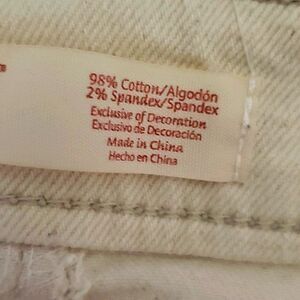 98% Cotton/Algodón
2% Spandex/Spandex
Exclusive of Decoration
Exclusivo de Decoración
Made in China
Hecho en China